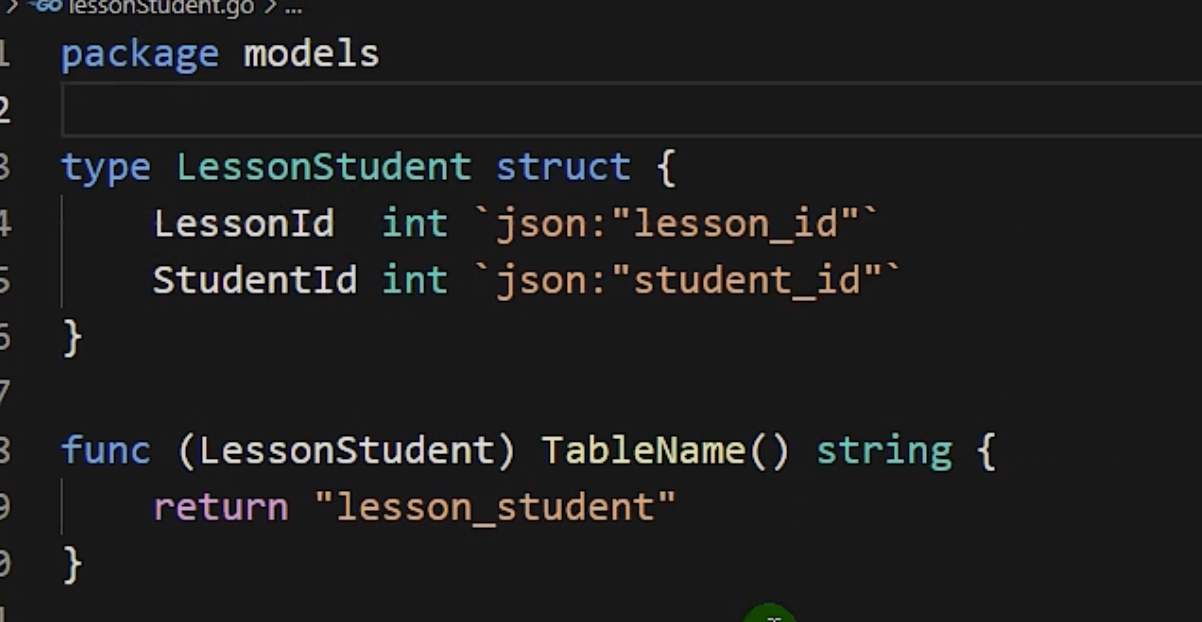 lessonStudent.go > ...
1 package models
2
3 type LessonStudent struct {
4     LessonId  int `json:"lesson_id"`
5     StudentId int `json:"student_id"`
6 }
7
8 func (LessonStudent) TableName() string {
9     return "lesson_student"
0 }